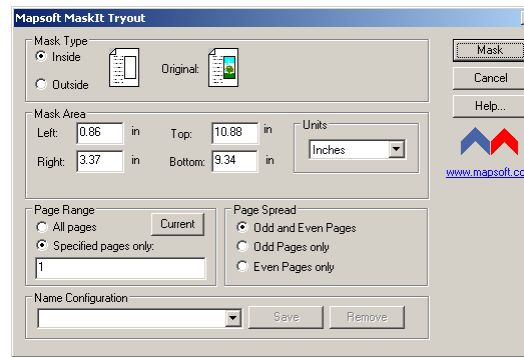 Mapsoft MaskIt Tryout
Mask Type
Inside
Outside
Original:
Mask
Cancel
Help...
www.mapsoft.co
Mask Area
Left: 0.86 in Top: 10.88 in
Right: 3.37 in Bottom: 9.34 in
Units
Inches
Page Range
All pages
Current
Specified pages only:
1
Page Spread
Odd and Even Pages
Odd Pages only
Even Pages only
Name Configuration
Save Remove